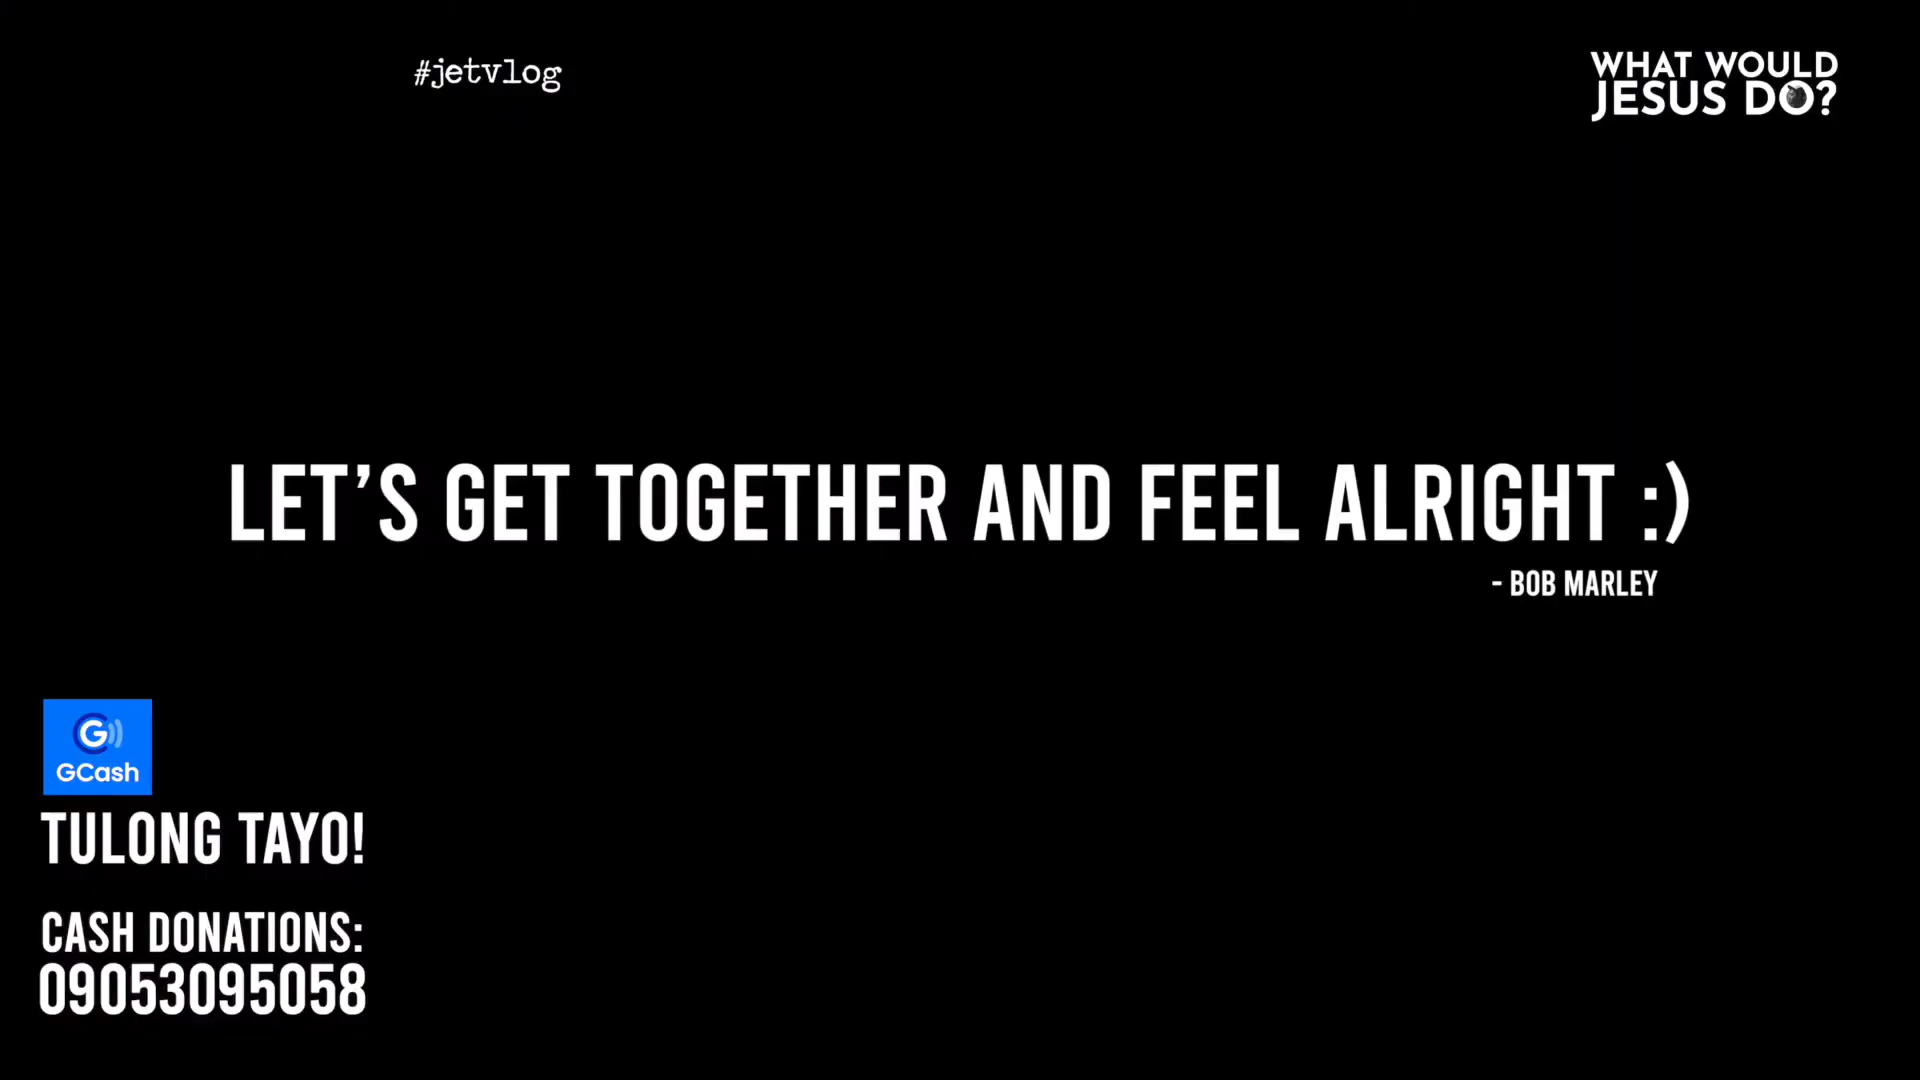 #jetvlog
WHAT WOULD
JESUS DO?
LET'S GET TOGETHER AND FEEL ALRIGHT :)
- BOB MARLEY
G
GCash
TULONG TAYO!
CASH DONATIONS:
09053095058